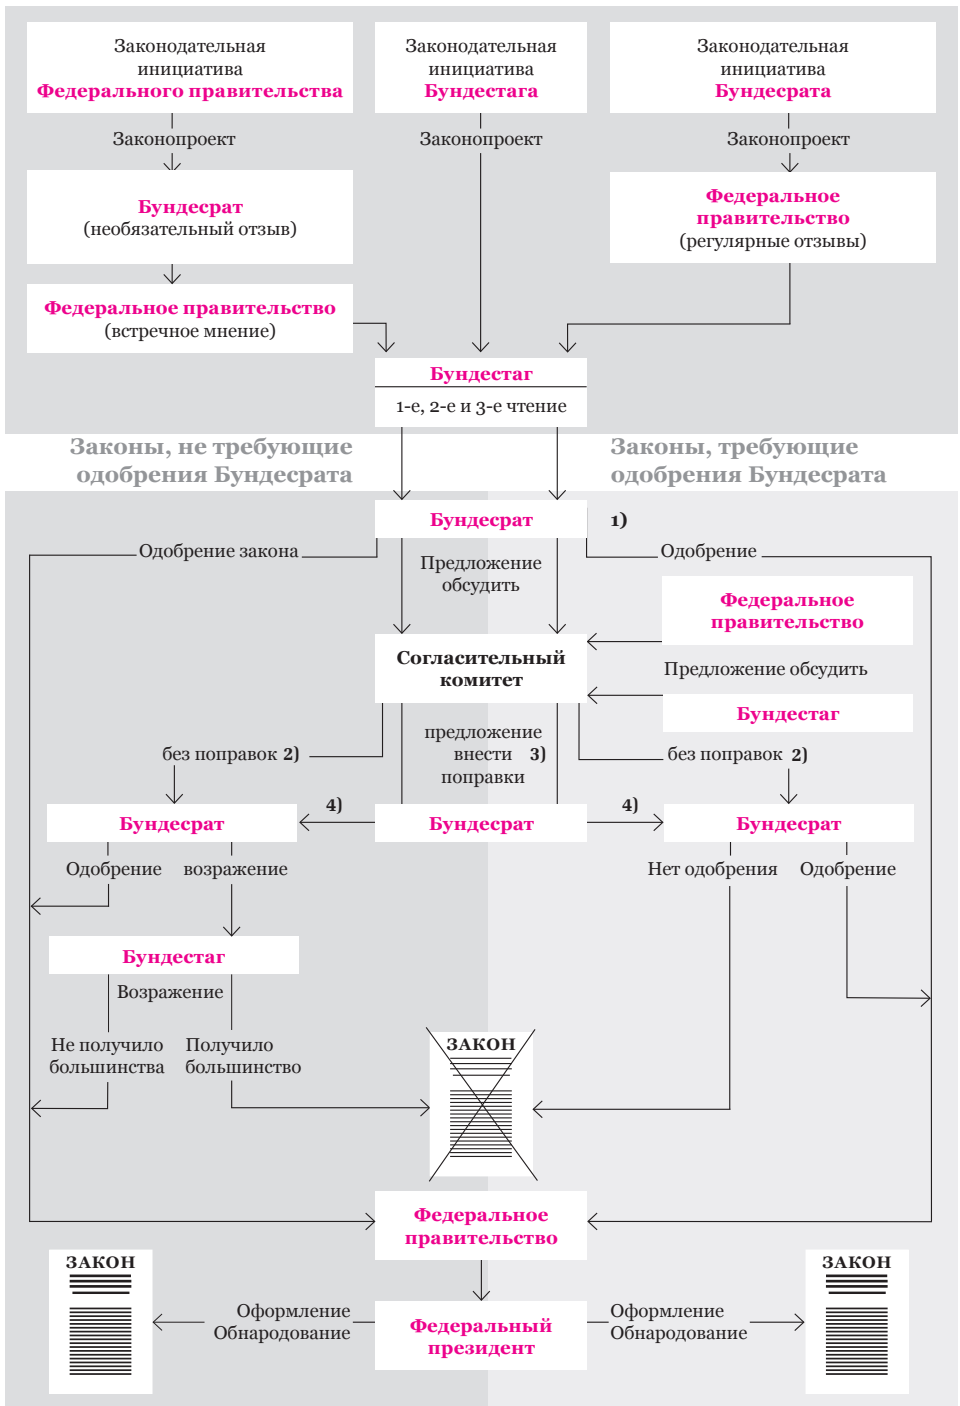 Законодательная
инициатива
Федерального правительства
Законодательная
инициатива
Бундестага
Законодательная
инициатива
Бундесрата
Законопроект
Законопроект
Законопроект
Бундесрат
(необязательный отзыв)
Федеральное
правительство
(регулярные отзывы)
Федеральное правительство
(встречное мнение)
Бундестаг
1-е, 2-е и 3-е чтение
Законы, не требующие
одобрения Бундесрата
Законы, требующие
одобрения Бундесрата
Бундесрат
1)
Одобрение закона
Предложение
обсудить
Одобрение
Федеральное
правительство
Согласительный
комитет
Предложение обсудить
Бундестаг
без поправок 2)
предложение
внести 3)
поправки
без поправок 2)
4)
4)
Бундесрат
Бундесрат
Бундесрат
Одобрение
возражение
Нет одобрения
Одобрение
Бундестаг
Возражение
Не получило
большинства
Получило
большинство
ЗАКОН
Федеральное
правительство
ЗАКОН
ЗАКОН
Оформление
Обнародование
Федеральный
президент
Оформление
Обнародование